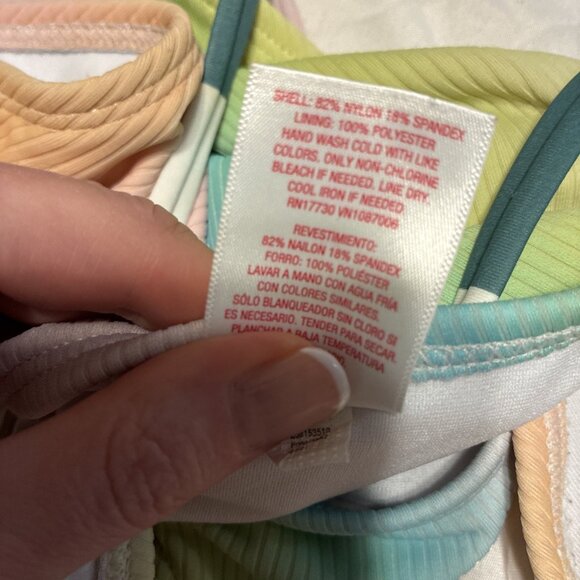 SHELL: 82% NYLON 18% SPANDEX
LINING: 100% POLYESTER
HAND WASH COLD WITH LIKE
COLORS. ONLY NON-CHLORINE
BLEACH IF NEEDED. LINE DRY.
COOL IRON IF NEEDED
RN17730 VN1087006
REVESTIMIENTO:
82% NAILON 18% SPANDEX
FORRO: 100% POLIÉSTER
LAVAR A MANO CON AGUA FRÍA
CON COLORES SIMILARES.
SÓLO BLANQUEADOR SIN CLORO SI
ES NECESARIO. TENDER PARA SECAR.
PLANCHAR A BAJA TEMPERATURA